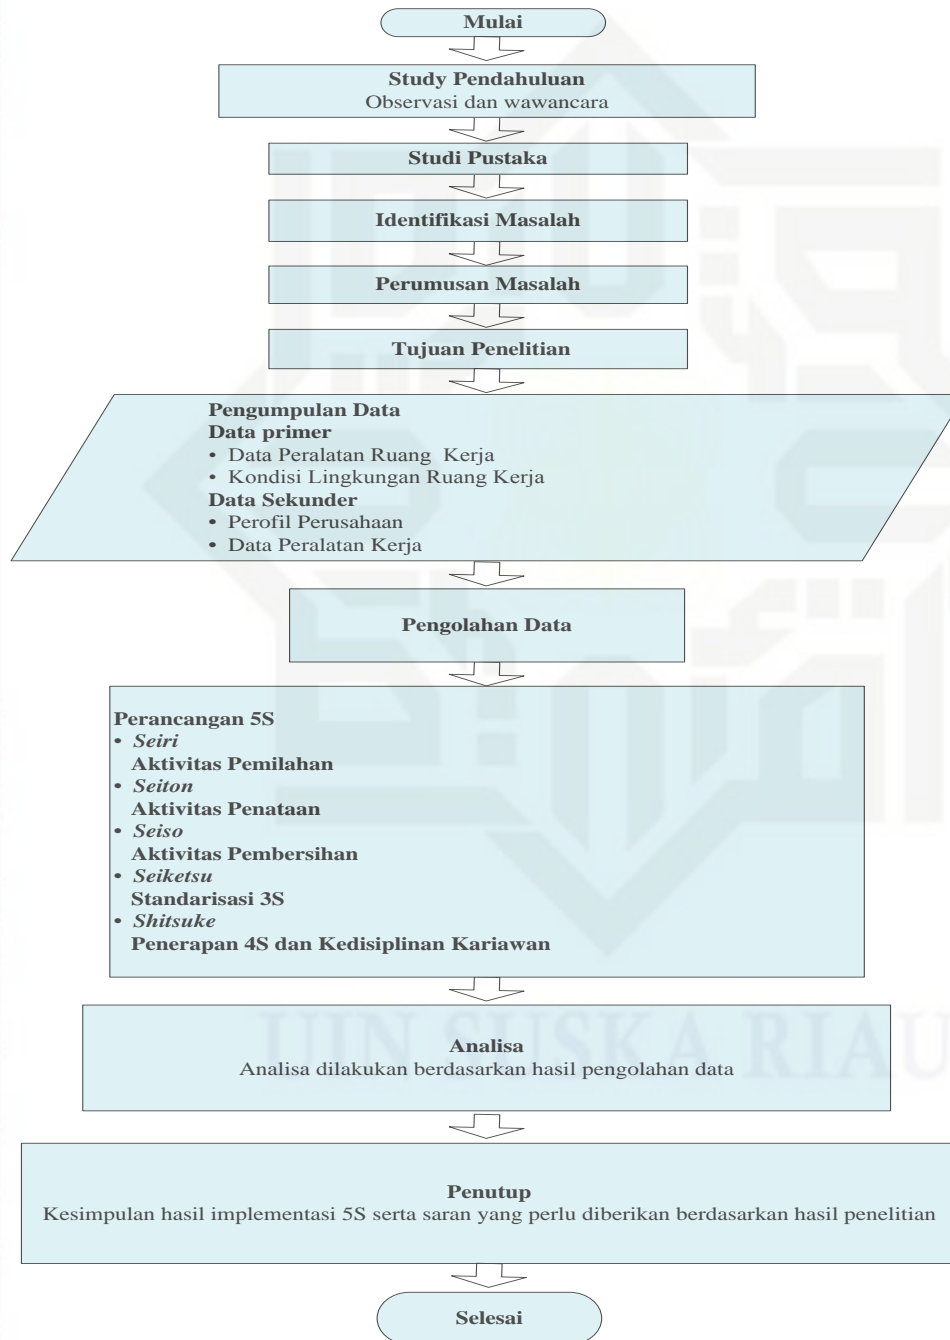 Mulai
Study Pendahuluan
Observasi dan wawancara
Studi Pustaka
Identifikasi Masalah
Perumusan Masalah
Tujuan Penelitian
Pengumpulan Data
Data primer
• Data Peralatan Ruang Kerja
• Kondisi Lingkungan Ruang Kerja
Data Sekunder
• Perofil Perusahaan
• Data Peralatan Kerja
Pengolahan Data
Perancangan 5S
• Seiri
Aktivitas Pemilahan
• Seiton
Aktivitas Penataan
• Seiso
Aktivitas Pembersihan
• Seiketsu
Standarisasi 3S
• Shitsuke
Penerapan 4S dan Kedisiplinan Kariawan
UIN SUSKA RIAU
Analisa
Analisa dilakukan berdasarkan hasil pengolahan data
Penutup
Kesimpulan hasil implementasi 5S serta saran yang perlu diberikan berdasarkan hasil penelitian
Selesai